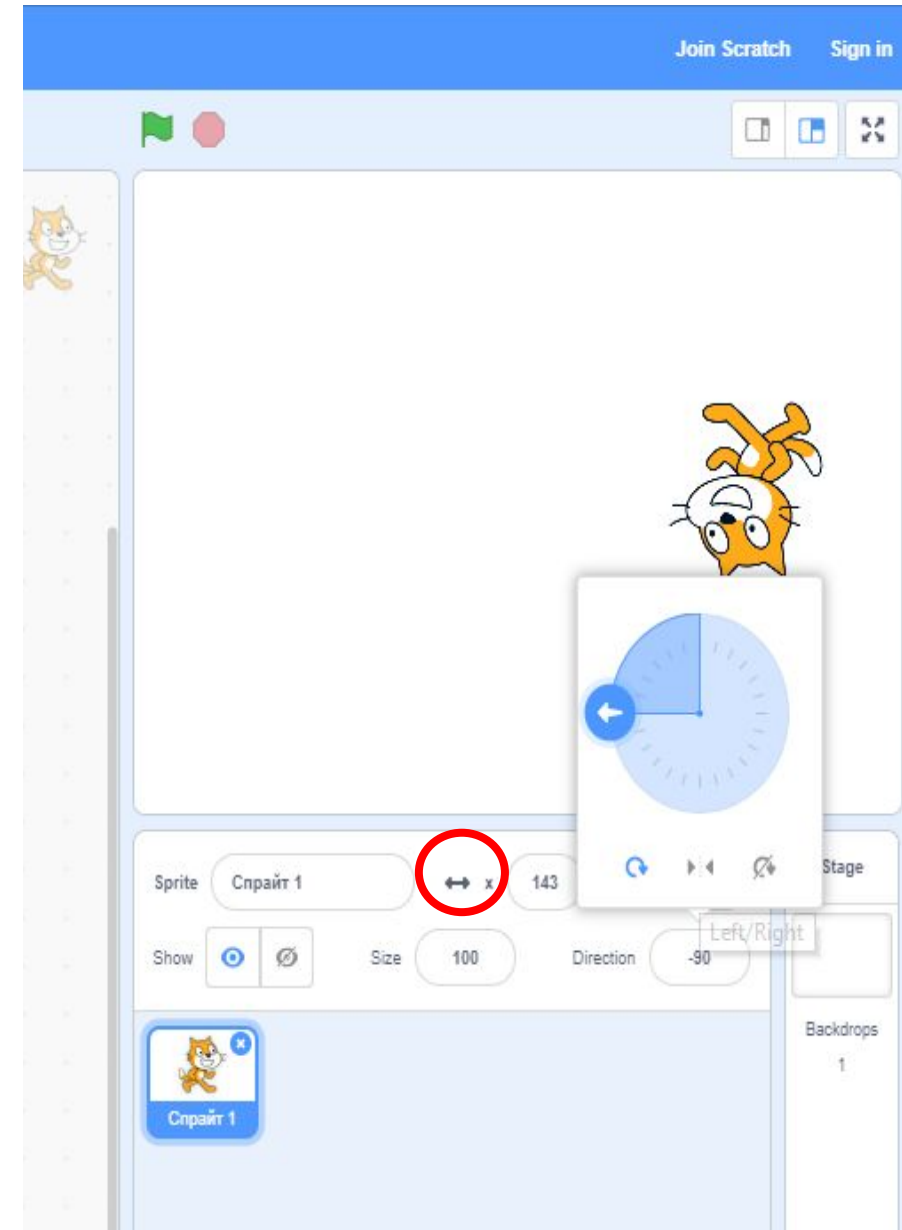 Join Scratch Sign in
Sprite Спрайт 1 x 143 Stage
Show Size 100 Direction -90
Left/Right
Backdrops
1
Спрайт 1